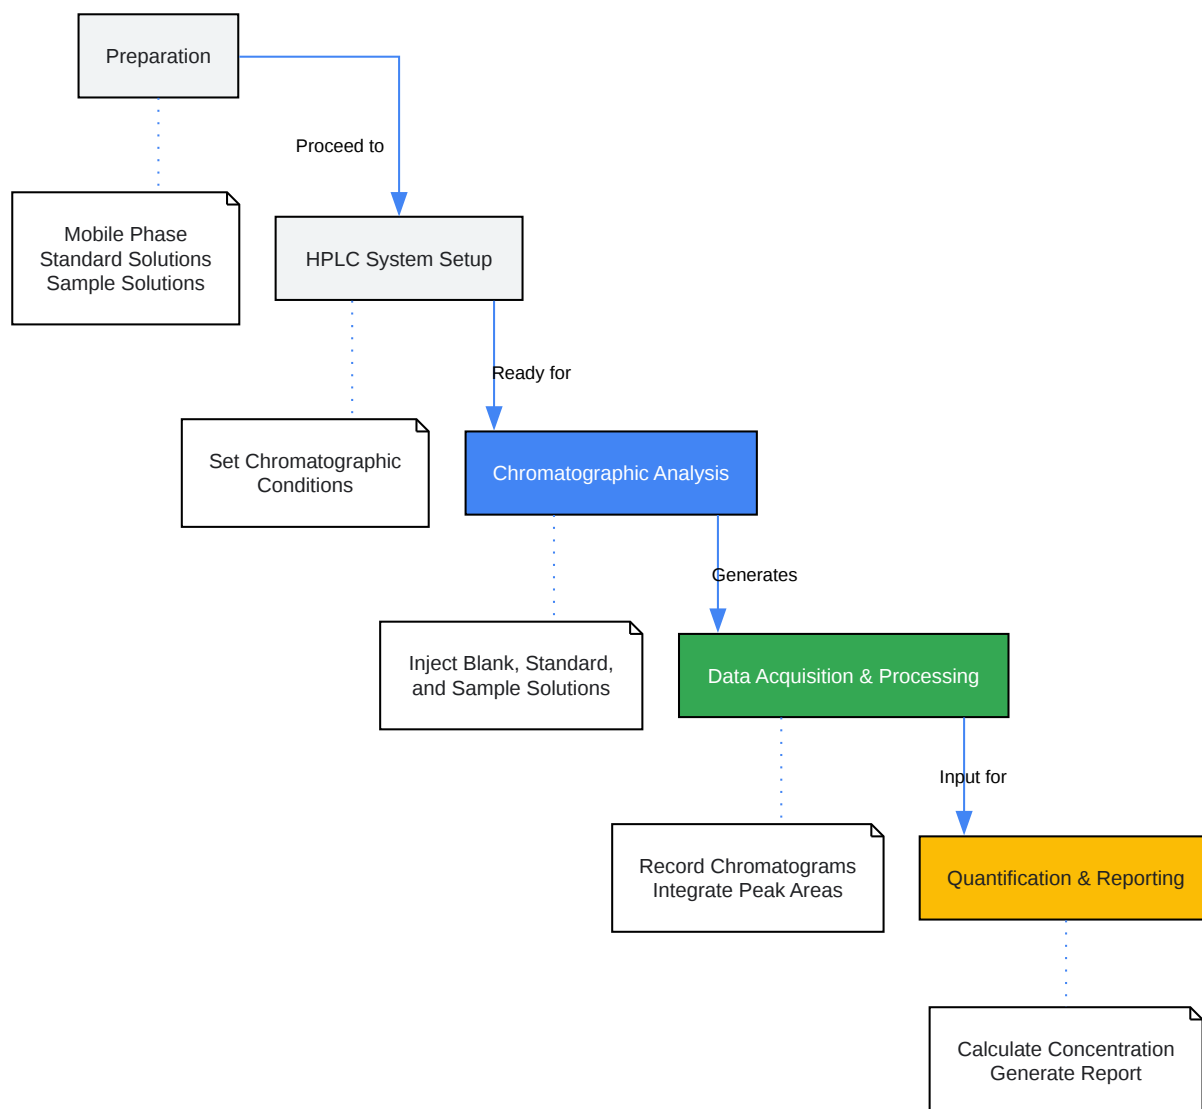 Preparation
Proceed to
Mobile Phase
Standard Solutions
Sample Solutions
HPLC System Setup
Ready for
Set Chromatographic
Conditions
Chromatographic Analysis
Generates
Inject Blank, Standard,
and Sample Solutions
Data Acquisition & Processing
Input for
Record Chromatograms
Integrate Peak Areas
Quantification & Reporting
Calculate Concentration
Generate Report